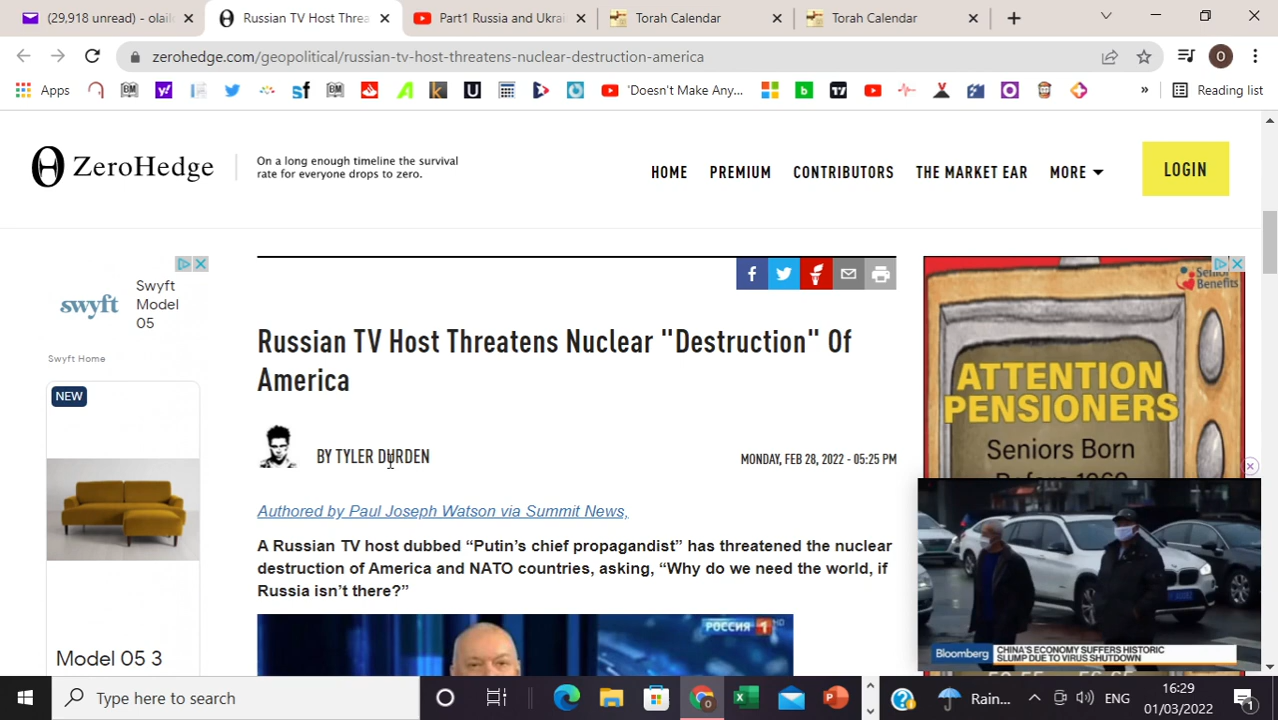 (29,918 unread) - olail
Russian TV Host Threa
Part1 Russia and Ukrai
Torah Calendar
Torah Calendar
zerohedge.com/geopolitical/russian-tv-host-threatens-nuclear-destruction-america
O
Apps
'Doesn't Make Any...
Reading list
ZeroHedge
On a long enough timeline the survival
rate for everyone drops to zero.
HOME
PREMIUM
CONTRIBUTORS
THE MARKET EAR
MORE
LOGIN
swyft
Swyft
Model
05
Swyft Home
NEW
Model 05 3
Russian TV Host Threatens Nuclear "Destruction" Of
America
BY TYLER DURDEN
MONDAY, FEB 28, 2022 - 05:25 PM
Authored by Paul Joseph Watson via Summit News,
A Russian TV host dubbed “Putin’s chief propagandist” has threatened the nuclear
destruction of America and NATO countries, asking, “Why do we need the world, if
Russia isn’t there?”
РОССИЯ 1 HD
Senior
Benefits
ATTENTION
PENSIONERS
Seniors Born
Before 1960
Bloomberg
CHINA'S ECONOMY SUFFERS HISTORIC
SLUMP DUE TO VIRUS SHUTDOWN
Type here to search
Rain...
ENG
16:29
01/03/2022
1